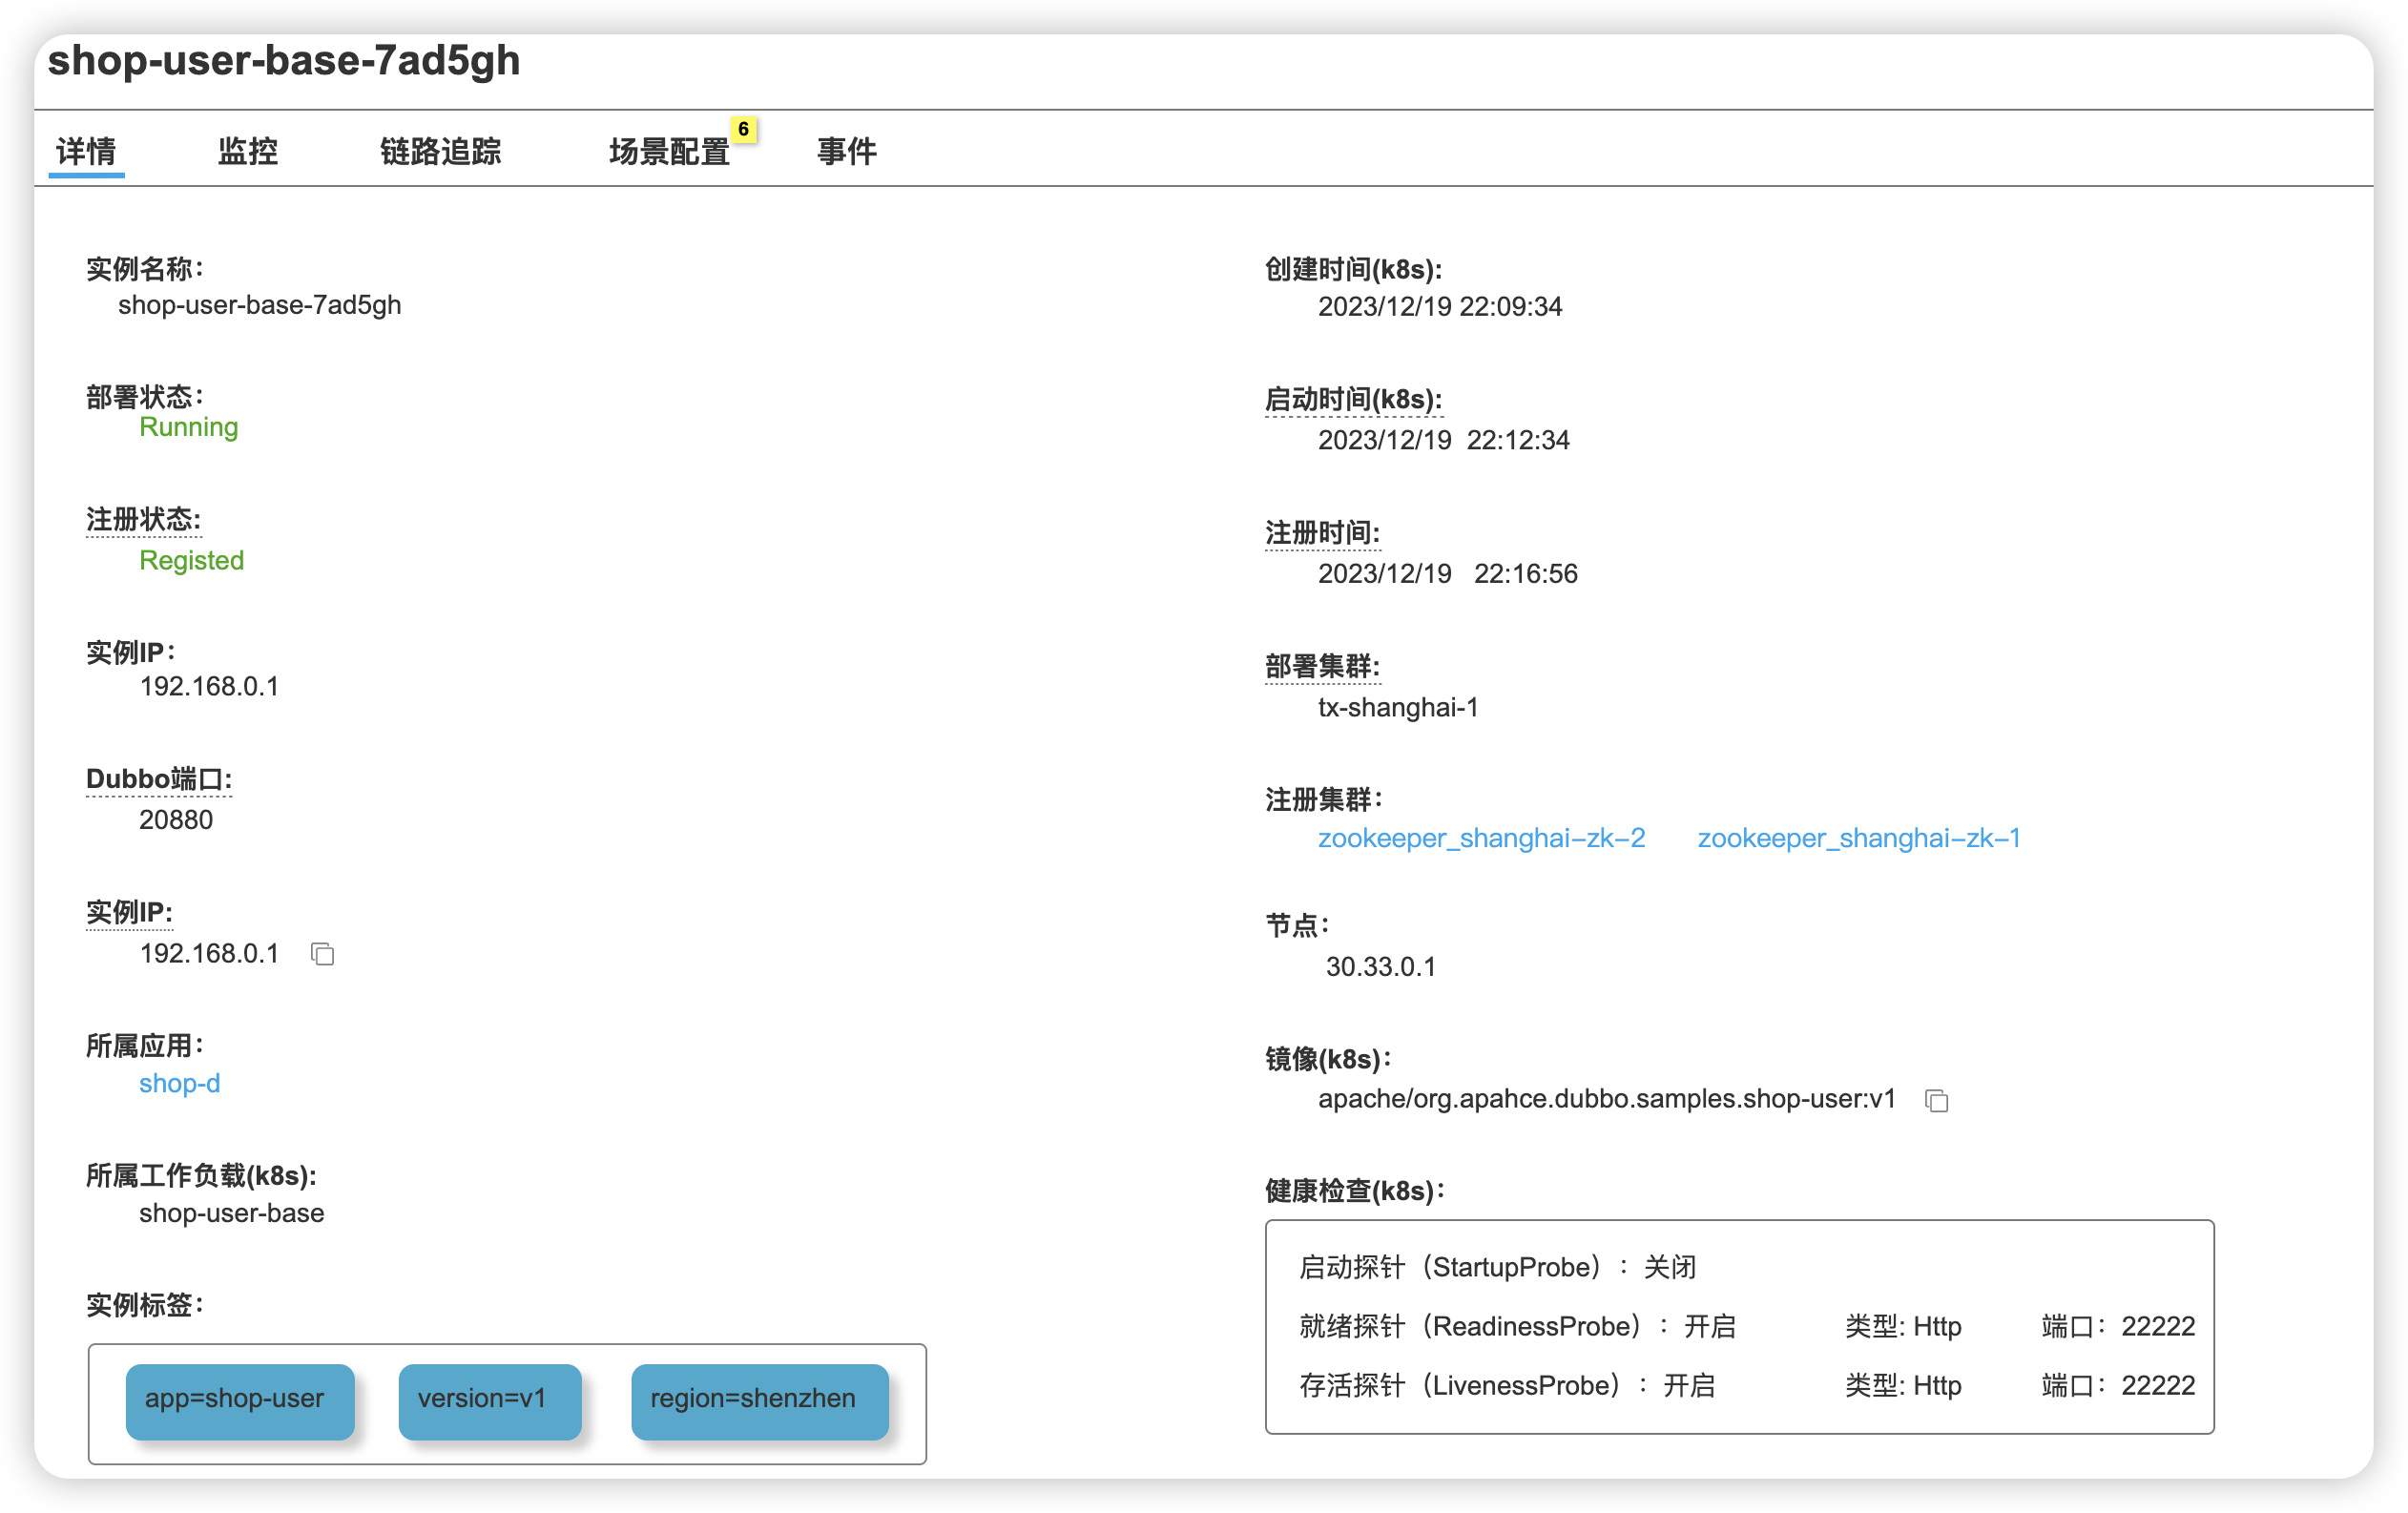 shop-user-base-7ad5gh
详情 监控 链路追踪 场景配置 6 事件
实例名称：
shop-user-base-7ad5gh
部署状态：
Running
注册状态:
Registed
实例IP：
192.168.0.1
Dubbo端口:
20880
实例IP:
192.168.0.1
所属应用：
shop-d
所属工作负载(k8s):
shop-user-base
实例标签：
app=shop-user version=v1 region=shenzhen
创建时间(k8s):
2023/12/19 22:09:34
启动时间(k8s):
2023/12/19 22:12:34
注册时间:
2023/12/19 22:16:56
部署集群:
tx-shanghai-1
注册集群：
zookeeper_shanghai–zk–2 zookeeper_shanghai–zk–1
节点：
30.33.0.1
镜像(k8s)：
apache/org.apahce.dubbo.samples.shop-user:v1
健康检查(k8s)：
启动探针（StartupProbe）：关闭
就绪探针（ReadinessProbe）：开启 类型: Http 端口：22222
存活探针（LivenessProbe）：开启 类型: Http 端口：22222